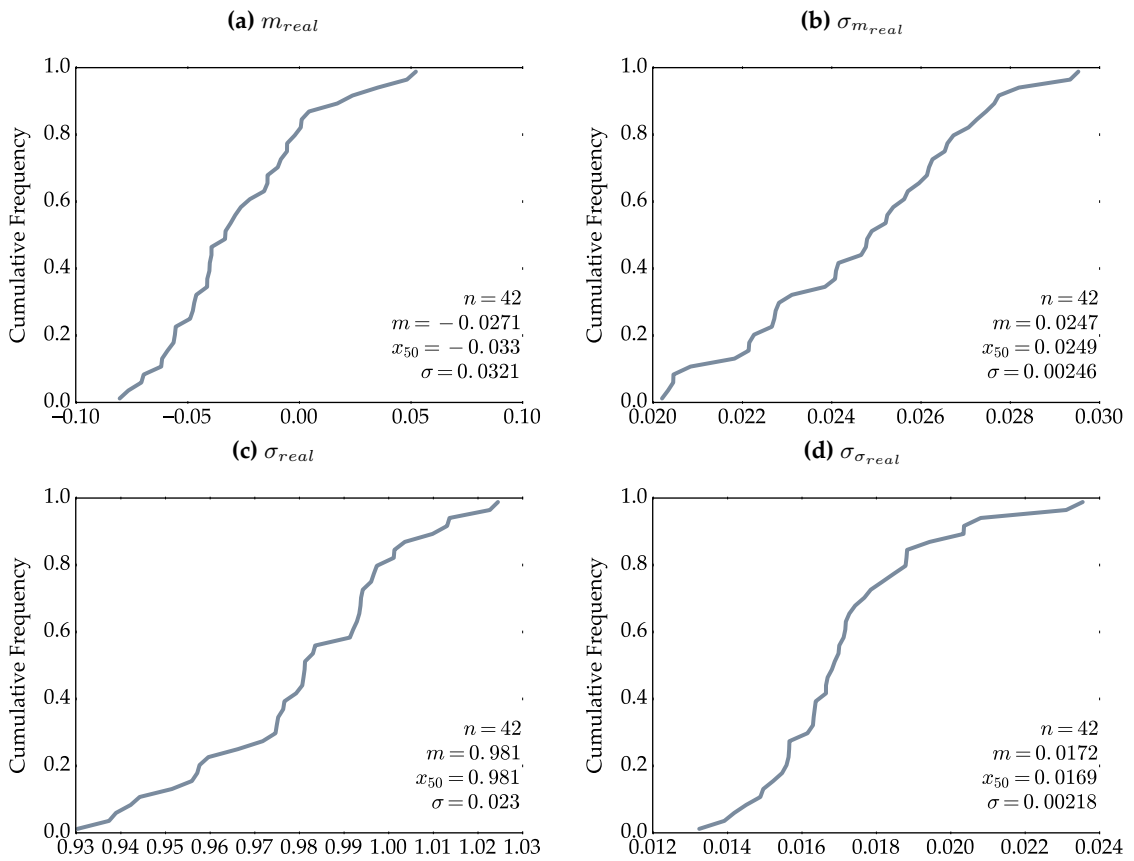 (a) m_real
(b) σ_m_real
1.0
0.8
0.6
0.4
0.2
0.0
Cumulative Frequency
n = 42
m = −0.0271
x50 = −0.033
σ = 0.0321
−0.10 −0.05 0.00 0.05 0.10
1.0
0.8
0.6
0.4
0.2
0.0
Cumulative Frequency
n = 42
m = 0.0247
x50 = 0.0249
σ = 0.00246
0.020 0.022 0.024 0.026 0.028 0.030
(c) σ_real
(d) σ_σ_real
1.0
0.8
0.6
0.4
0.2
0.0
Cumulative Frequency
n = 42
m = 0.981
x50 = 0.981
σ = 0.023
0.93 0.94 0.95 0.96 0.97 0.98 0.99 1.00 1.01 1.02 1.03
1.0
0.8
0.6
0.4
0.2
0.0
Cumulative Frequency
n = 42
m = 0.0172
x50 = 0.0169
σ = 0.00218
0.012 0.014 0.016 0.018 0.020 0.022 0.024